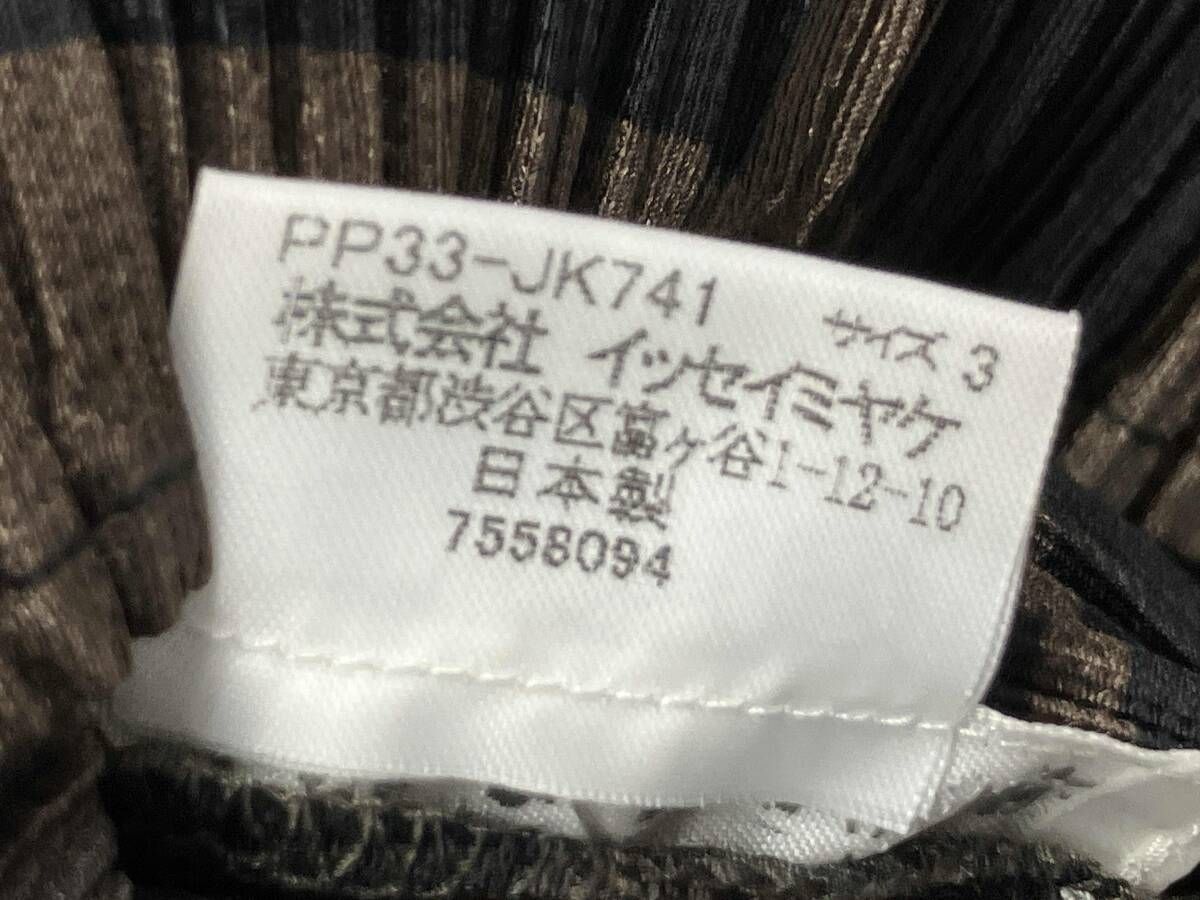 PP33-JK741 サイズ 3
株式会社 イッセイミヤケ
東京都渋谷区富ヶ谷1-12-10
日本製
7558094